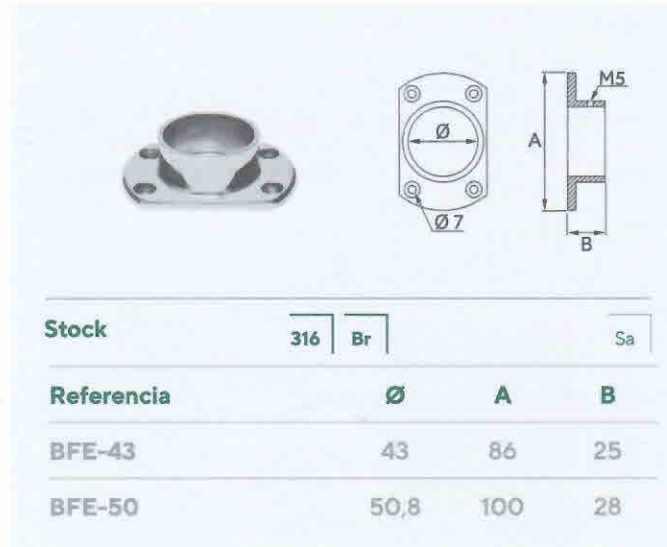 M5
Ø
A
Ø 7
B
Stock 316 Br Sa
Referencia Ø A B
BFE-43 43 86 25
BFE-50 50,8 100 28